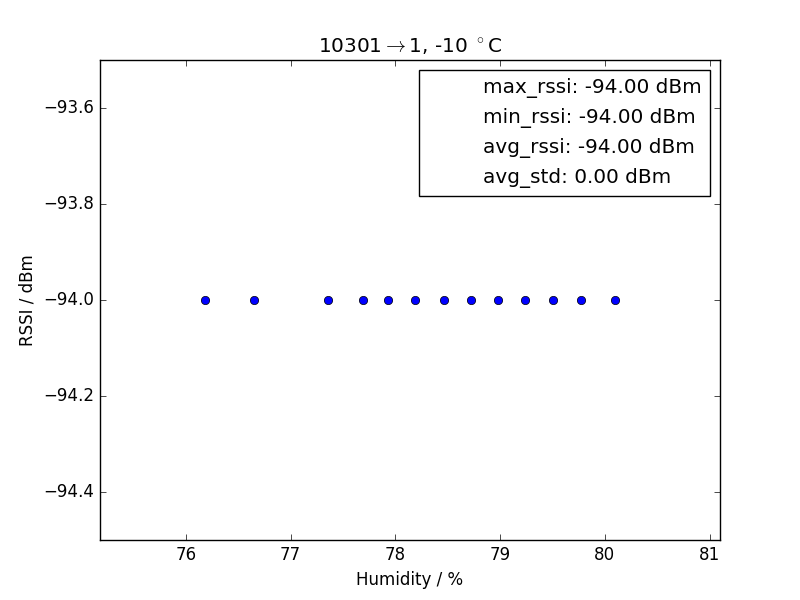 10301→1, -10 °C
max_rssi: -94.00 dBm
min_rssi: -94.00 dBm
avg_rssi: -94.00 dBm
avg_std: 0.00 dBm
RSSI / dBm
−93.6
−93.8
−94.0
−94.2
−94.4
76 77 78 79 80 81
Humidity / %